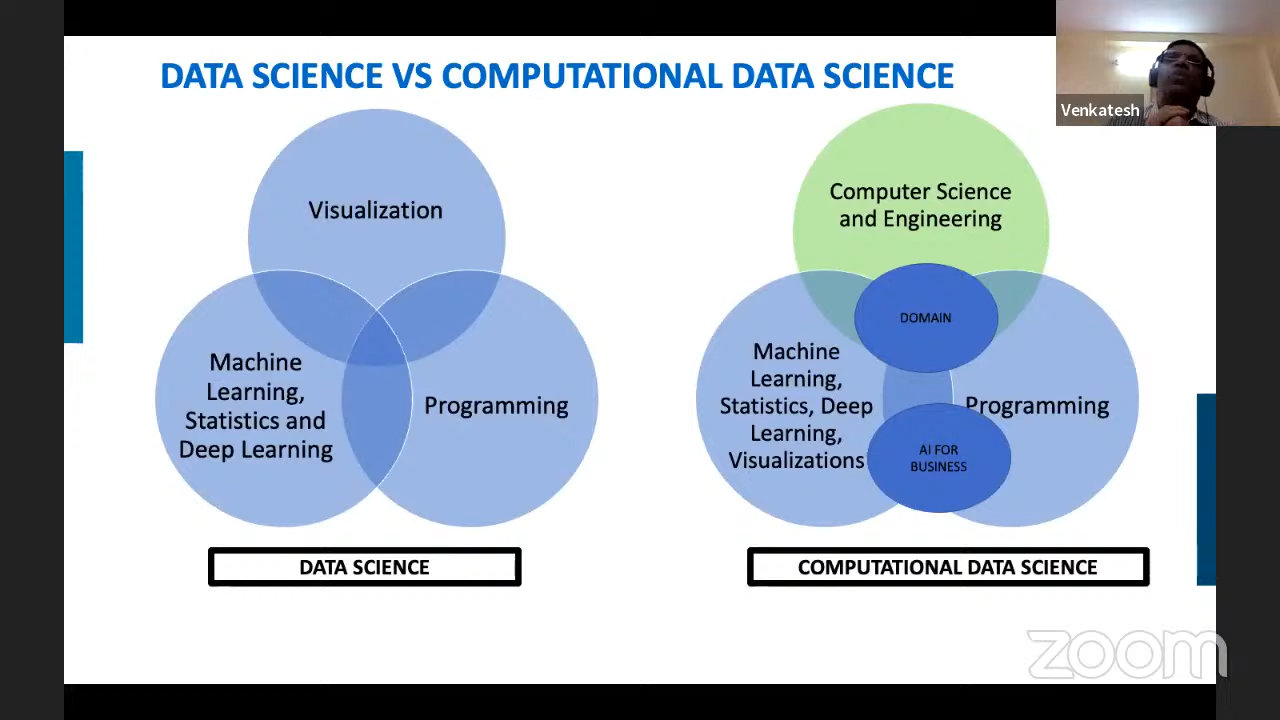 DATA SCIENCE VS COMPUTATIONAL DATA SCIENCE
Venkatesh
Visualization
Machine
Learning,
Statistics and
Deep Learning
Programming
DATA SCIENCE
Computer Science
and Engineering
DOMAIN
Machine
Learning,
Statistics, Deep
Learning,
Visualizations
Programming
AI FOR
BUSINESS
COMPUTATIONAL DATA SCIENCE
zoom